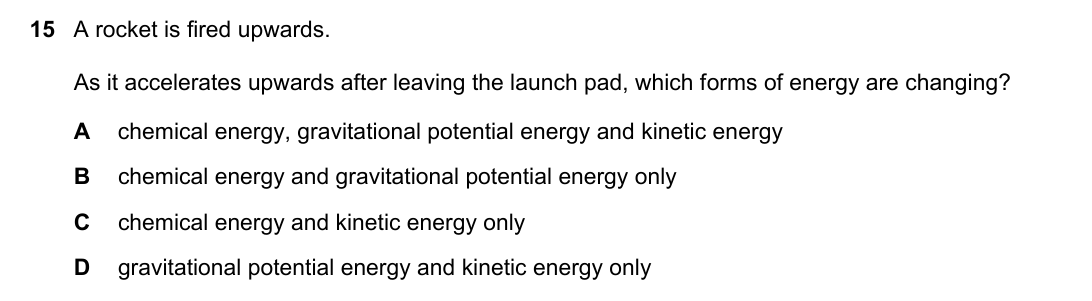 15 A rocket is fired upwards.
As it accelerates upwards after leaving the launch pad, which forms of energy are changing?
A chemical energy, gravitational potential energy and kinetic energy
B chemical energy and gravitational potential energy only
C chemical energy and kinetic energy only
D gravitational potential energy and kinetic energy only